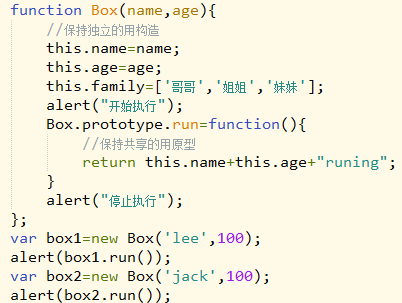 function Box(name,age){
//保持独立的用构造
this.name=name;
this.age=age;
this.family=['哥哥','姐姐','妹妹'];
alert("开始执行");
Box.prototype.run=function(){
//保持共享的用原型
return this.name+this.age+"runing";
}
alert("停止执行");
};
var box1=new Box('lee',100);
alert(box1.run());
var box2=new Box('jack',100);
alert(box2.run());